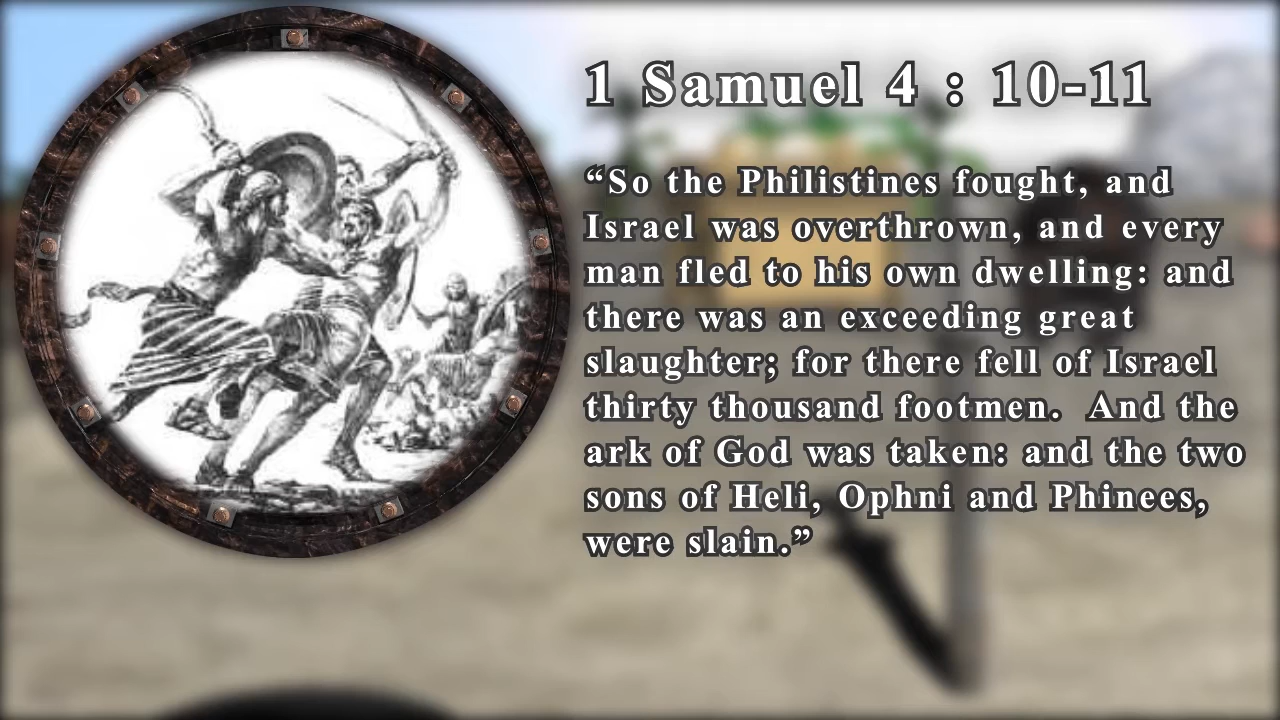 1 Samuel 4 : 10-11
“So the Philistines fought, and
Israel was overthrown, and every
man fled to his own dwelling: and
there was an exceeding great
slaughter; for there fell of Israel
thirty thousand footmen.  And the
ark of God was taken: and the two
sons of Heli, Ophni and Phinees,
were slain.”